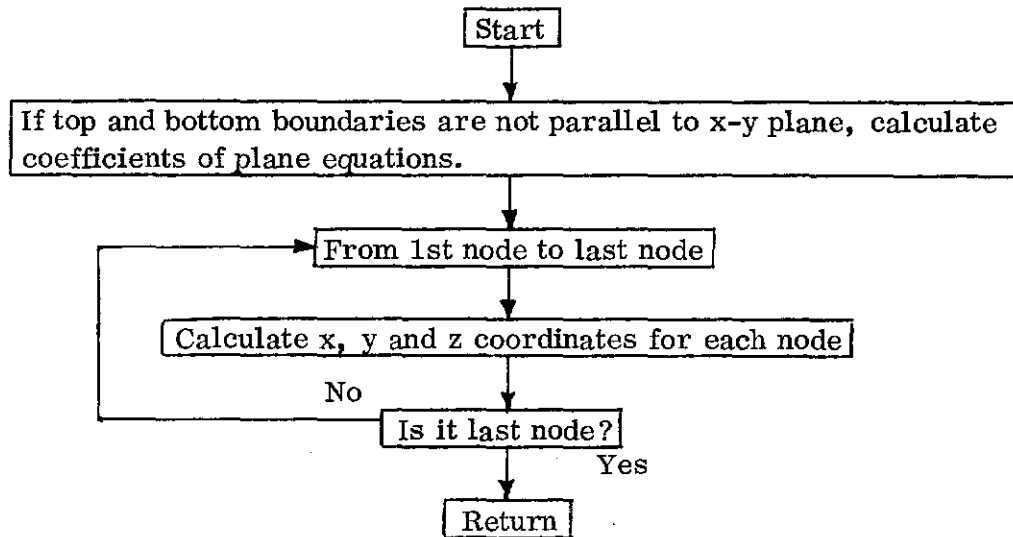 Start
If top and bottom boundaries are not parallel to x-y plane, calculate
coefficients of plane equations.
From 1st node to last node
Calculate x, y and z coordinates for each node
No
Is it last node?
Yes
Return